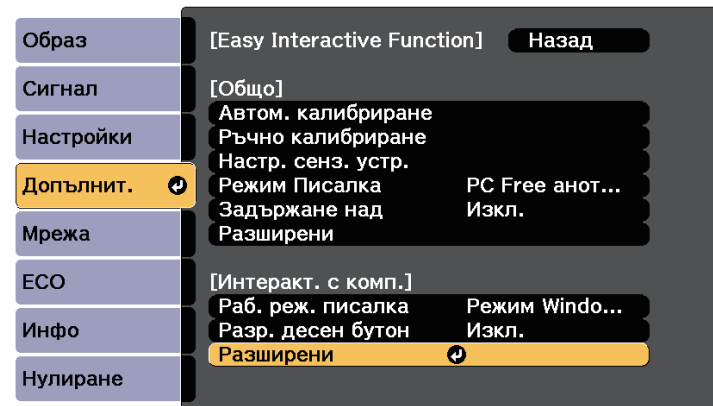 Образ
Сигнал
Настройки
Допълнит.
Мрежа
ECO
Инфо
Нулиране
[Easy Interactive Function] Назад
[Общо]
Автом. калибриране
Ръчно калибриране
Настр. сенз. устр.
Режим Писалка PC Free анот...
Задържане над Изкл.
Разширени
[Интеракт. с комп.]
Раб. реж. писалка Режим Windo...
Разр. десен бутон Изкл.
Разширени